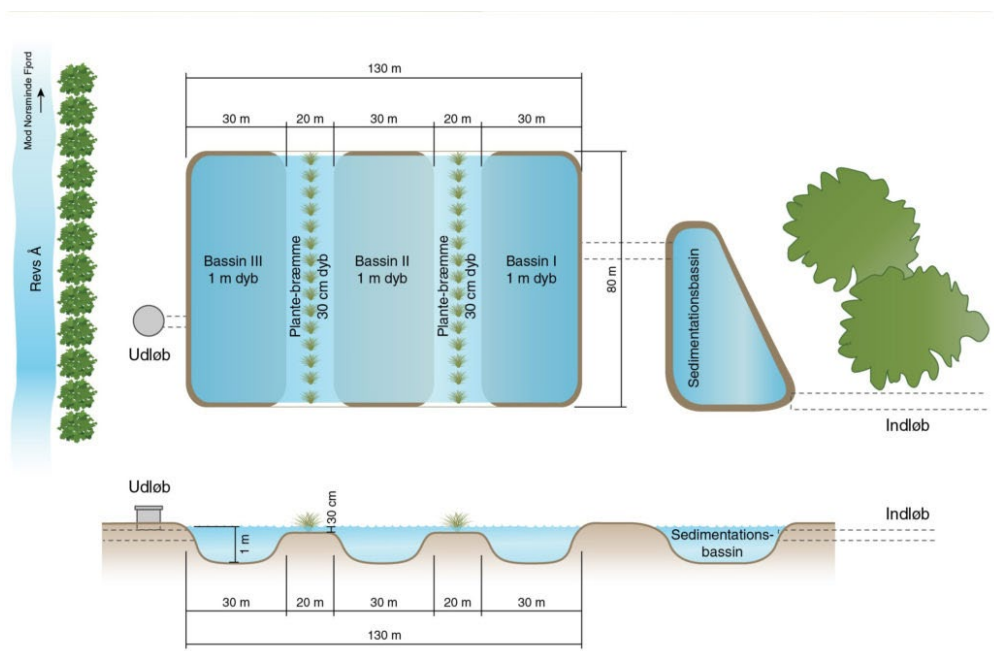 130 m
30 m
20 m
30 m
20 m
30 m
Mod Norsminde Fjord
Revs Å
Bassin III
1 m dyb
Plante-bræmme
30 cm dyb
Bassin II
1 m dyb
Plante-bræmme
30 cm dyb
Bassin I
1 m dyb
80 m
Sedimentationsbassin
Udløb
Indløb
Udløb
30 cm
1 m
Sedimentations-
bassin
Indløb
30 m
20 m
30 m
20 m
30 m
130 m